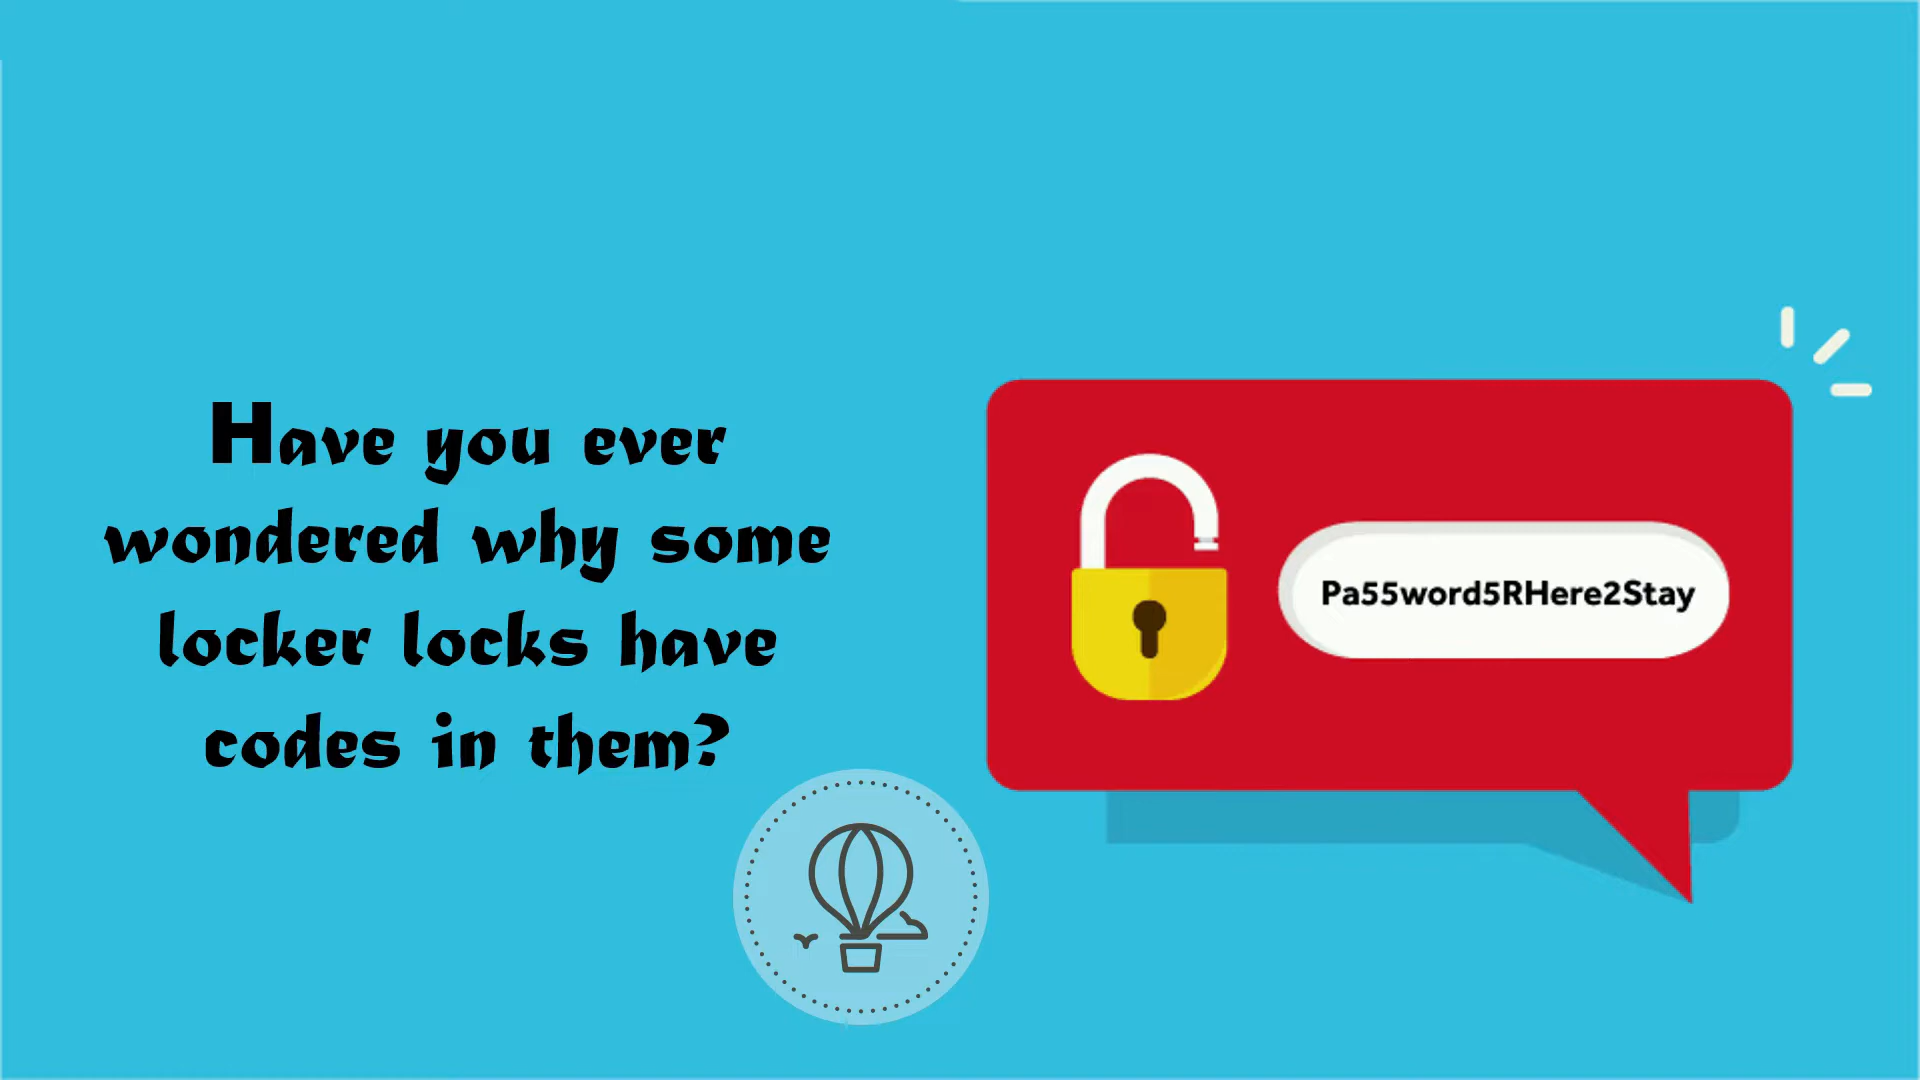 Have you ever
wondered why some
locker locks have
codes in them?
Pa55word5RHere2Stay